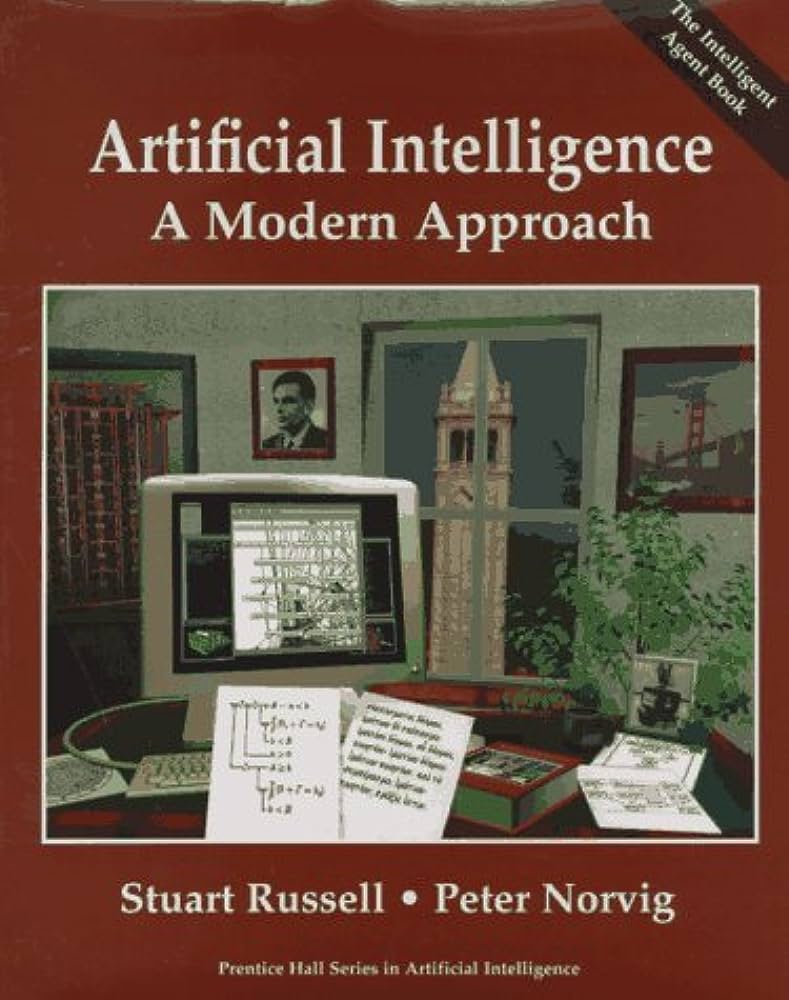 The Intelligent
Agent Book
Artificial Intelligence
A Modern Approach
Stuart Russell • Peter Norvig
Prentice Hall Series in Artificial Intelligence